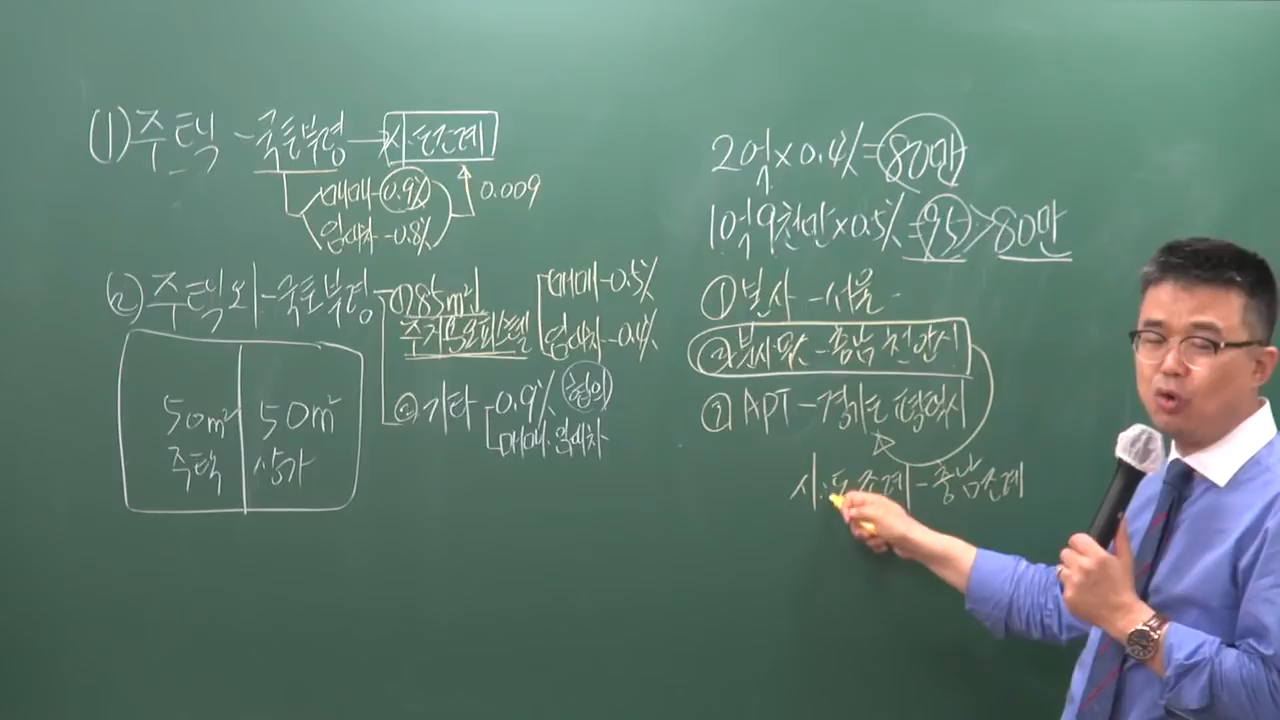 (1) 주택 - 국토부령 → 시·도조례
매매 - 0.9%
임대차 - 0.8%
0.009
(2) 주택외 - 국토부령
① 85㎡
주거용오피스텔
매매 - 0.5%
임대차 - 0.4%
② 기타 - 0.9% 협의
매매·임대차
50㎡ 주택
50㎡ 상가
2억 × 0.4% = 80만
1억9천만 × 0.5% = 95 > 80만
① 본사 - 서울
② 분사무소 - 충남 천안시
③ APT - 경기도 평택시
시·도 조례 - 충남조례